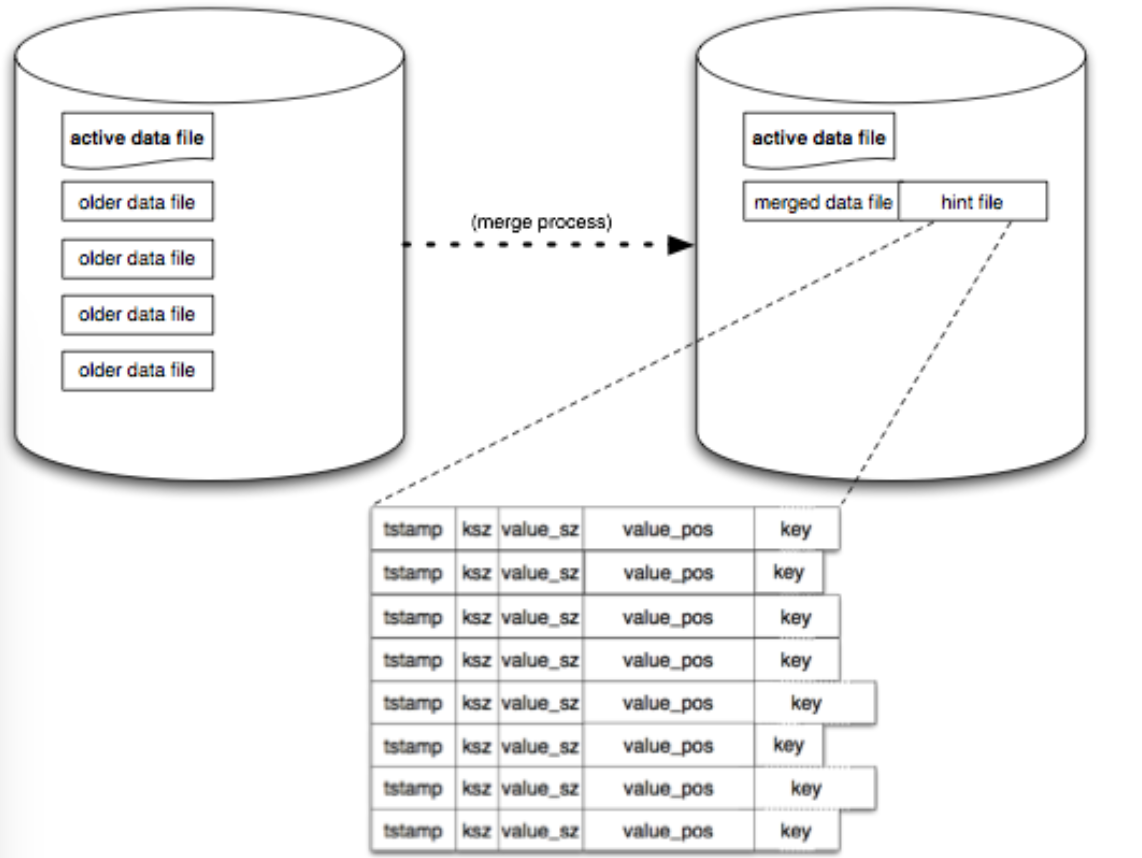 active data file
older data file
older data file
older data file
older data file
(merge process)
active data file
merged data file hint file
tstamp ksz value_sz value_pos key
tstamp ksz value_sz value_pos key
tstamp ksz value_sz value_pos key
tstamp ksz value_sz value_pos key
tstamp ksz value_sz value_pos key
tstamp ksz value_sz value_pos key
tstamp ksz value_sz value_pos key
tstamp ksz value_sz value_pos key